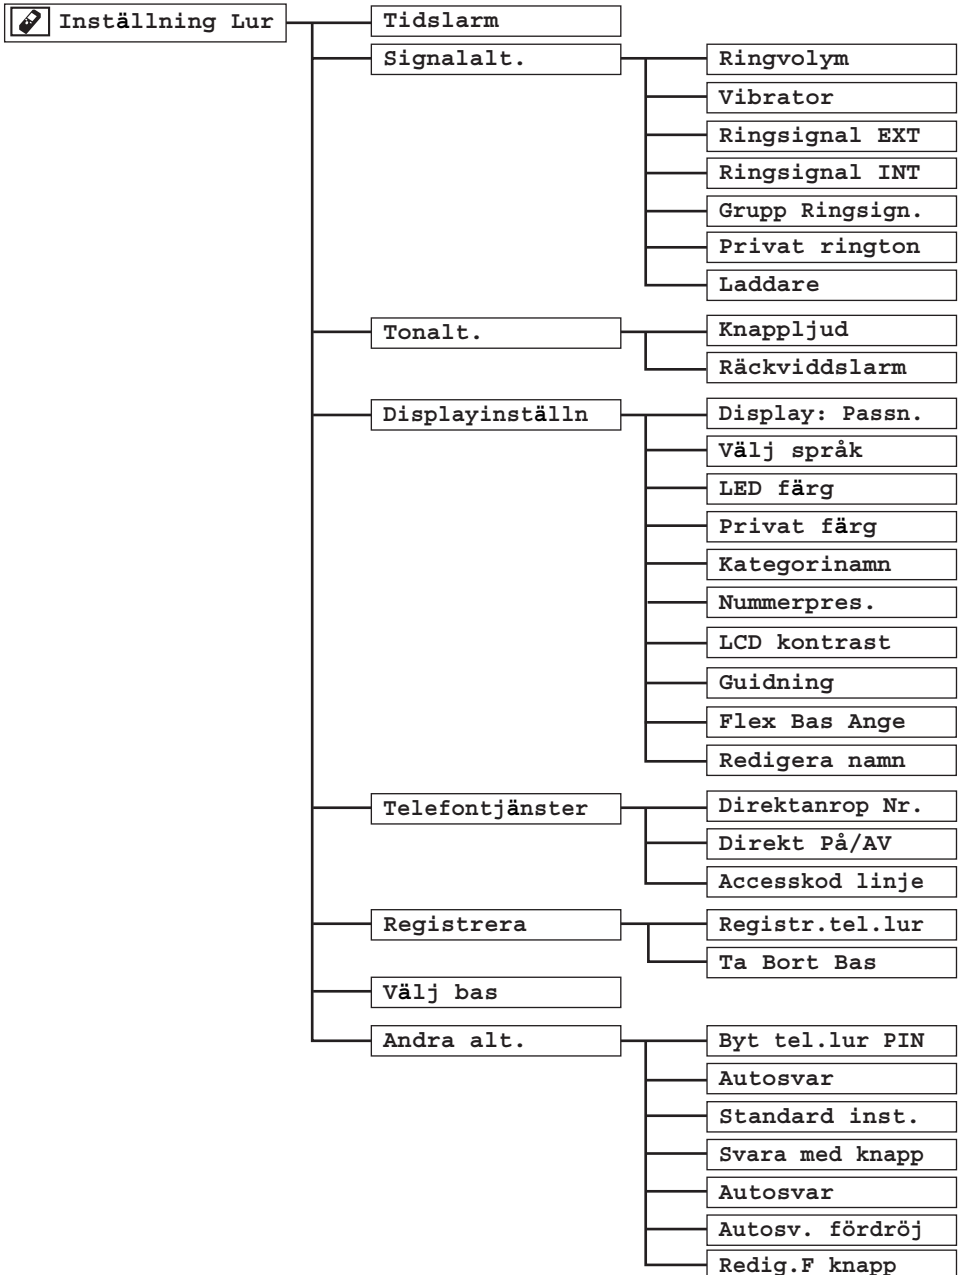 Inställning Lur
Tidslarm
Signalalt.
Ringvolym
Vibrator
Ringsignal EXT
Ringsignal INT
Grupp Ringsign.
Privat rington
Laddare
Tonalt.
Knappljud
Räckviddslarm
Displayinställn
Display: Passn.
Välj språk
LED färg
Privat färg
Kategorinamn
Nummerpres.
LCD kontrast
Guidning
Flex Bas Ange
Redigera namn
Telefontjänster
Direktanrop Nr.
Direkt På/AV
Accesskod linje
Registrera
Registr.tel.lur
Ta Bort Bas
Välj bas
Andra alt.
Byt tel.lur PIN
Autosvar
Standard inst.
Svara med knapp
Autosvar
Autosv. fördröj
Redig.F knapp